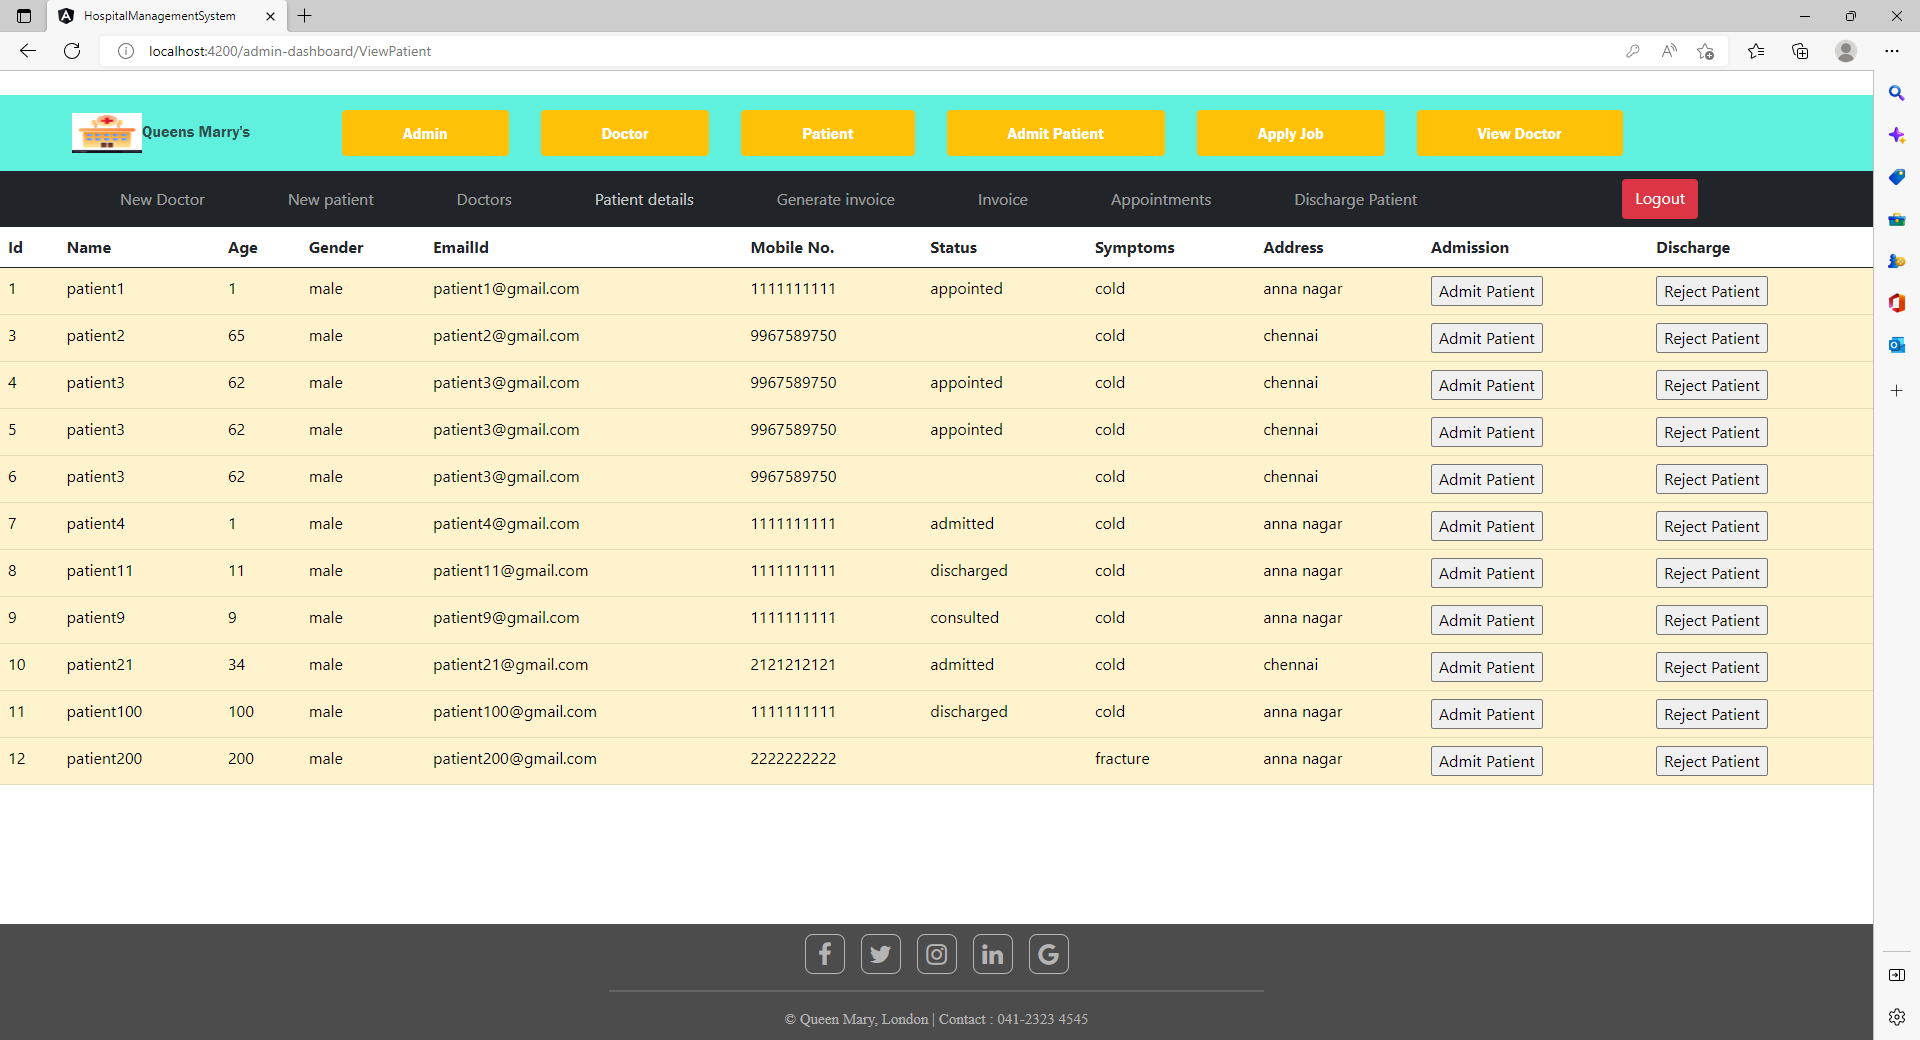 HospitalManagementSystem
localhost:4200/admin-dashboard/ViewPatient
Queens Marry's Admin Doctor Patient Admit Patient Apply Job View Doctor
New Doctor New patient Doctors Patient details Generate invoice Invoice Appointments Discharge Patient Logout
Id Name Age Gender EmailId Mobile No. Status Symptoms Address Admission Discharge
1 patient1 1 male patient1@gmail.com 1111111111 appointed cold anna nagar Admit Patient Reject Patient
3 patient2 65 male patient2@gmail.com 9967589750 cold chennai Admit Patient Reject Patient
4 patient3 62 male patient3@gmail.com 9967589750 appointed cold chennai Admit Patient Reject Patient
5 patient3 62 male patient3@gmail.com 9967589750 appointed cold chennai Admit Patient Reject Patient
6 patient3 62 male patient3@gmail.com 9967589750 cold chennai Admit Patient Reject Patient
7 patient4 1 male patient4@gmail.com 1111111111 admitted cold anna nagar Admit Patient Reject Patient
8 patient11 11 male patient11@gmail.com 1111111111 discharged cold anna nagar Admit Patient Reject Patient
9 patient9 9 male patient9@gmail.com 1111111111 consulted cold anna nagar Admit Patient Reject Patient
10 patient21 34 male patient21@gmail.com 2121212121 admitted cold chennai Admit Patient Reject Patient
11 patient100 100 male patient100@gmail.com 1111111111 discharged cold anna nagar Admit Patient Reject Patient
12 patient200 200 male patient200@gmail.com 2222222222 fracture anna nagar Admit Patient Reject Patient
© Queen Mary, London | Contact : 041-2323 4545